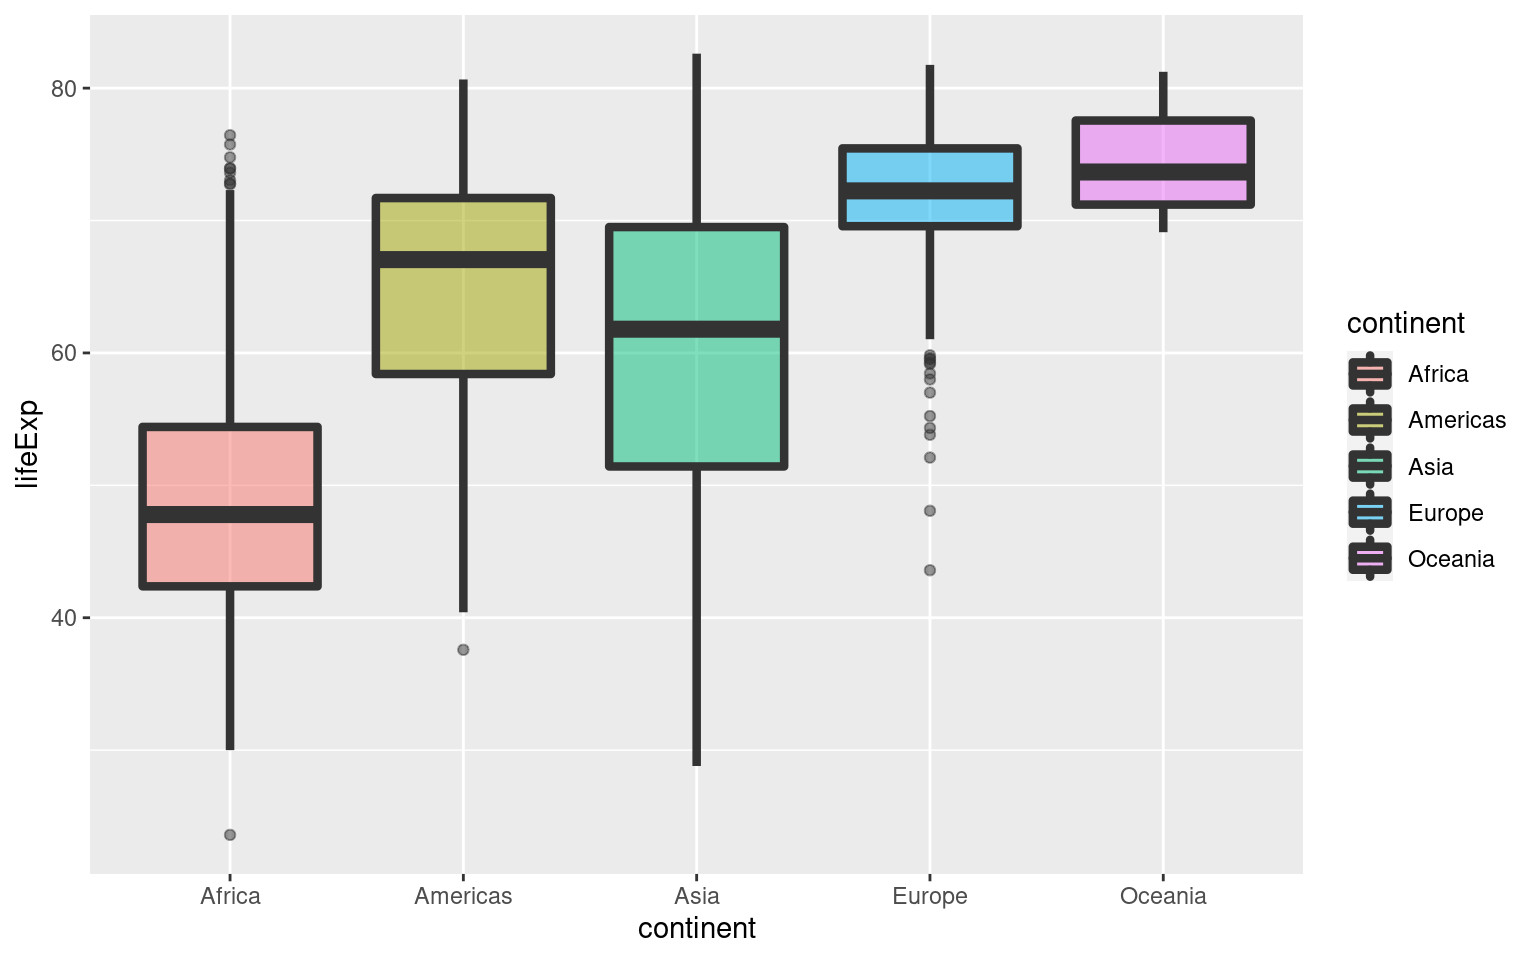 80
60
40
lifeExp
Africa
Americas
Asia
Europe
Oceania
continent
continent
Africa
Americas
Asia
Europe
Oceania